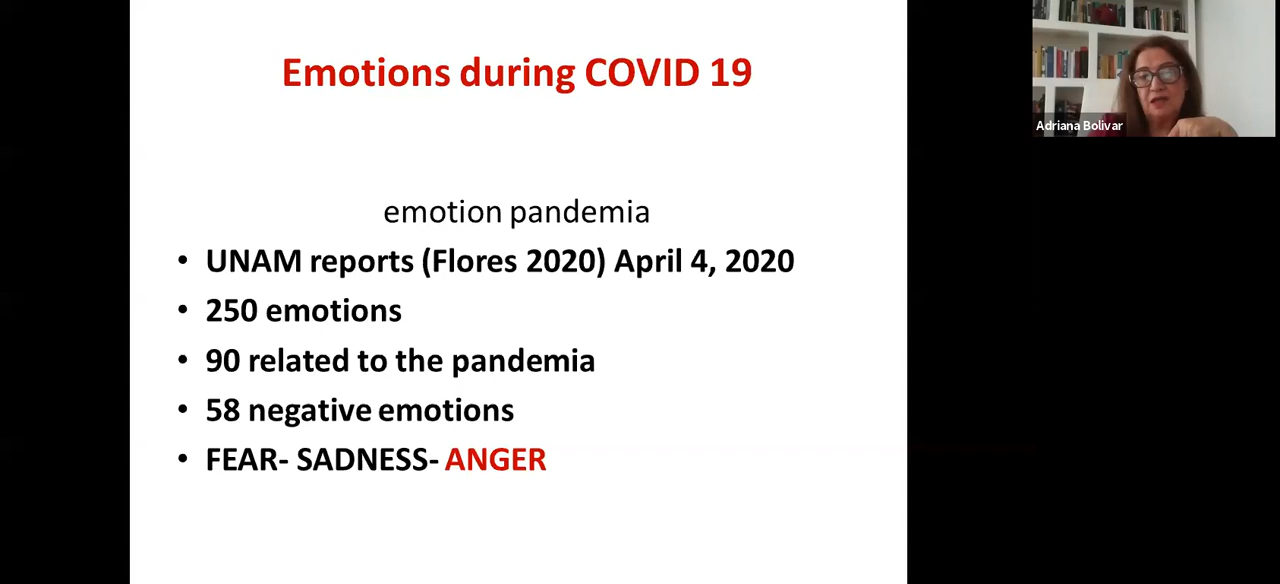 Emotions during COVID 19
emotion pandemia
• UNAM reports (Flores 2020) April 4, 2020
• 250 emotions
• 90 related to the pandemia
• 58 negative emotions
• FEAR- SADNESS- ANGER
Adriana Bolivar